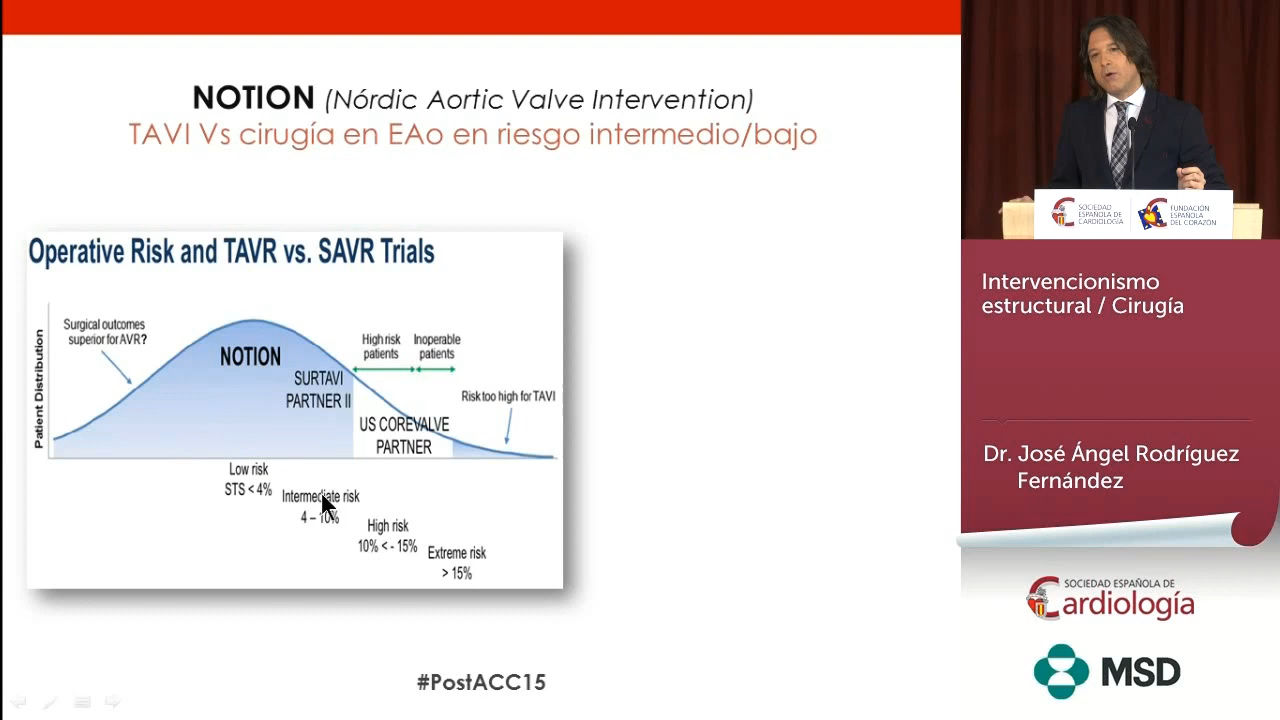 NOTION (Nórdic Aortic Valve Intervention)
TAVI Vs cirugía en EAo en riesgo intermedio/bajo
Operative Risk and TAVR vs. SAVR Trials
Patient Distribution
Surgical outcomes
superior for AVR?
NOTION
SURTAVI
PARTNER II
High risk
patients
Inoperable
patients
US COREVALVE
PARTNER
Risk too high for TAVI
Low risk
STS < 4%
Intermediate risk
4 – 10%
High risk
10% < - 15%
Extreme risk
> 15%
#PostACC15
SOCIEDAD
ESPAÑOLA DE
CARDIOLOGÍA
FUNDACIÓN
ESPAÑOLA
DEL CORAZÓN
Intervencionismo
estructural / Cirugía
Dr. José Ángel Rodríguez
Fernández
SOCIEDAD ESPAÑOLA DE
Cardiología
MSD